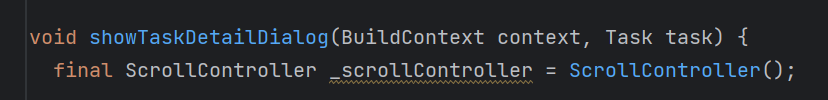 void showTaskDetailDialog(BuildContext context, Task task) {
final ScrollController _scrollController = ScrollController();